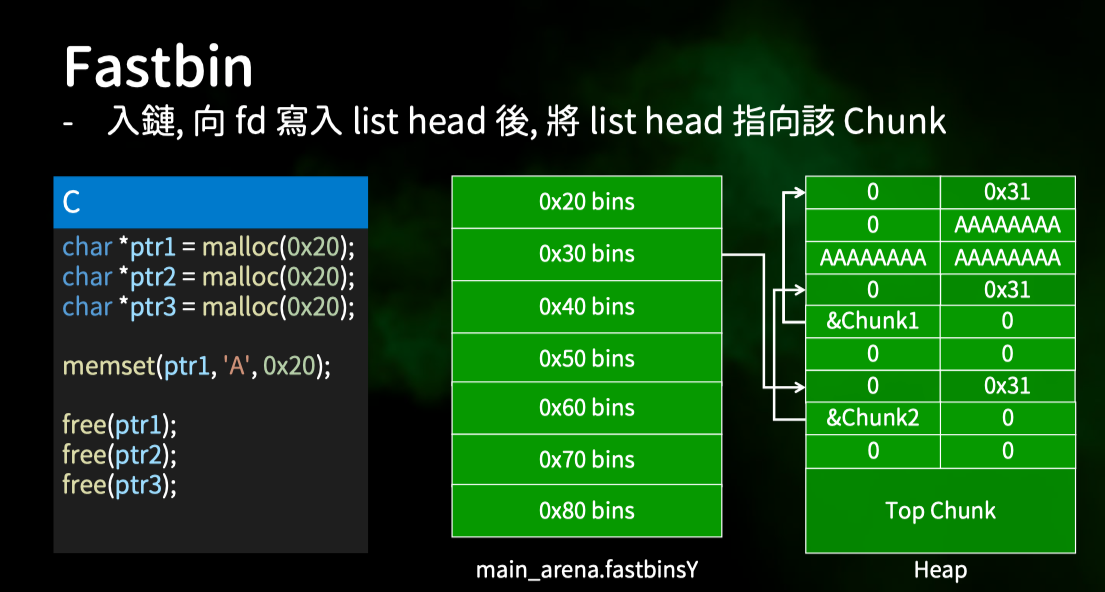 Fastbin
- 入鏈, 向 fd 寫入 list head 後, 將 list head 指向該 Chunk
C
char *ptr1 = malloc(0x20);
char *ptr2 = malloc(0x20);
char *ptr3 = malloc(0x20);
memset(ptr1, 'A', 0x20);
free(ptr1);
free(ptr2);
free(ptr3);
0x20 bins
0x30 bins
0x40 bins
0x50 bins
0x60 bins
0x70 bins
0x80 bins
main_arena.fastbinsY
0 0x31
0 AAAAAAAA
AAAAAAAA AAAAAAAA
0 0x31
&Chunk1 0
0 0
0 0x31
&Chunk2 0
0 0
Top Chunk
Heap